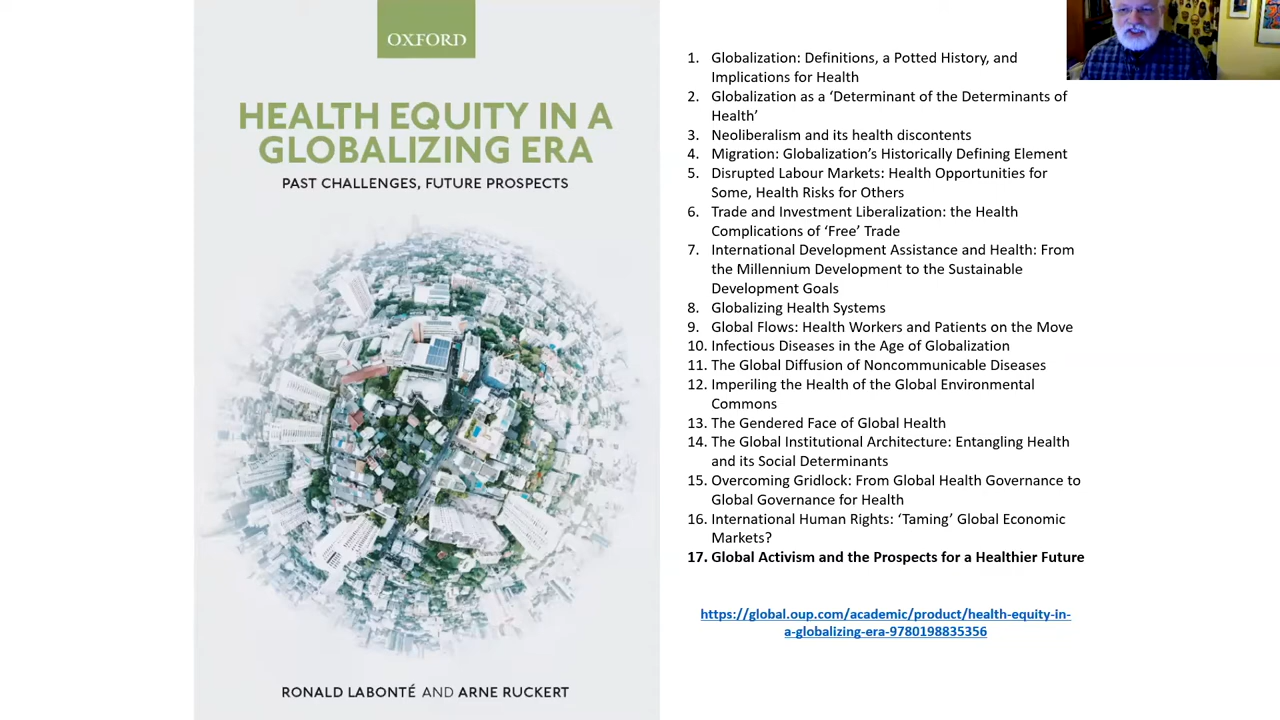 OXFORD
HEALTH EQUITY IN A
GLOBALIZING ERA
PAST CHALLENGES, FUTURE PROSPECTS
RONALD LABONTÉ AND ARNE RUCKERT
1. Globalization: Definitions, a Potted History, and
Implications for Health
2. Globalization as a ‘Determinant of the Determinants of
Health’
3. Neoliberalism and its health discontents
4. Migration: Globalization’s Historically Defining Element
5. Disrupted Labour Markets: Health Opportunities for
Some, Health Risks for Others
6. Trade and Investment Liberalization: the Health
Complications of ‘Free’ Trade
7. International Development Assistance and Health: From
the Millennium Development to the Sustainable
Development Goals
8. Globalizing Health Systems
9. Global Flows: Health Workers and Patients on the Move
10. Infectious Diseases in the Age of Globalization
11. The Global Diffusion of Noncommunicable Diseases
12. Imperiling the Health of the Global Environmental
Commons
13. The Gendered Face of Global Health
14. The Global Institutional Architecture: Entangling Health
and its Social Determinants
15. Overcoming Gridlock: From Global Health Governance to
Global Governance for Health
16. International Human Rights: ‘Taming’ Global Economic
Markets?
17. Global Activism and the Prospects for a Healthier Future
https://global.oup.com/academic/product/health-equity-in-
a-globalizing-era-9780198835356